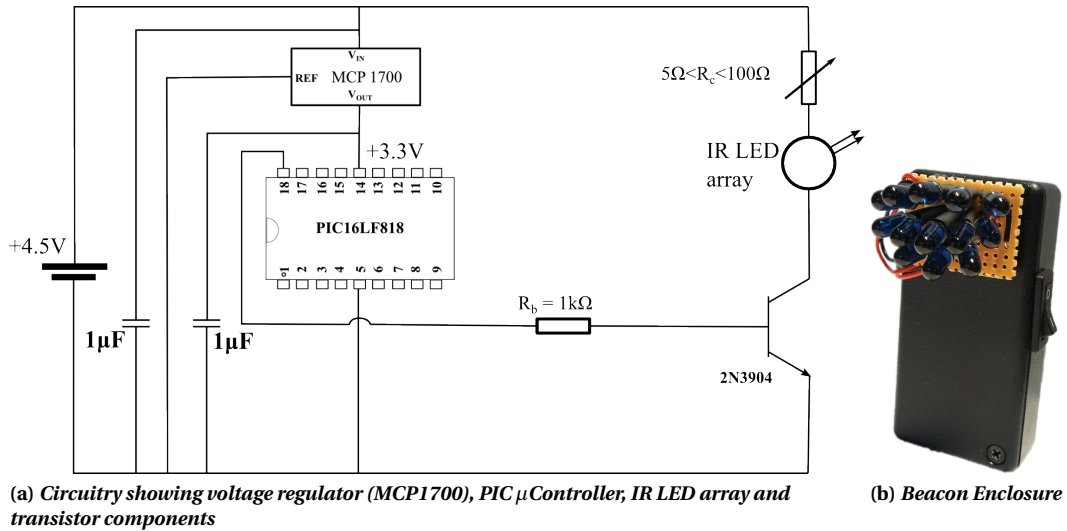 V_IN
REF MCP 1700
V_OUT
5Ω<R_c<100Ω
+3.3V
IR LED
array
18 17 16 15 14 13 12 11 10
PIC16LF818
+4.5V
1 2 3 4 5 6 7 8 9
R_b = 1kΩ
1µF 1µF
2N3904
(a) Circuitry showing voltage regulator (MCP1700), PIC µController, IR LED array and
transistor components
(b) Beacon Enclosure